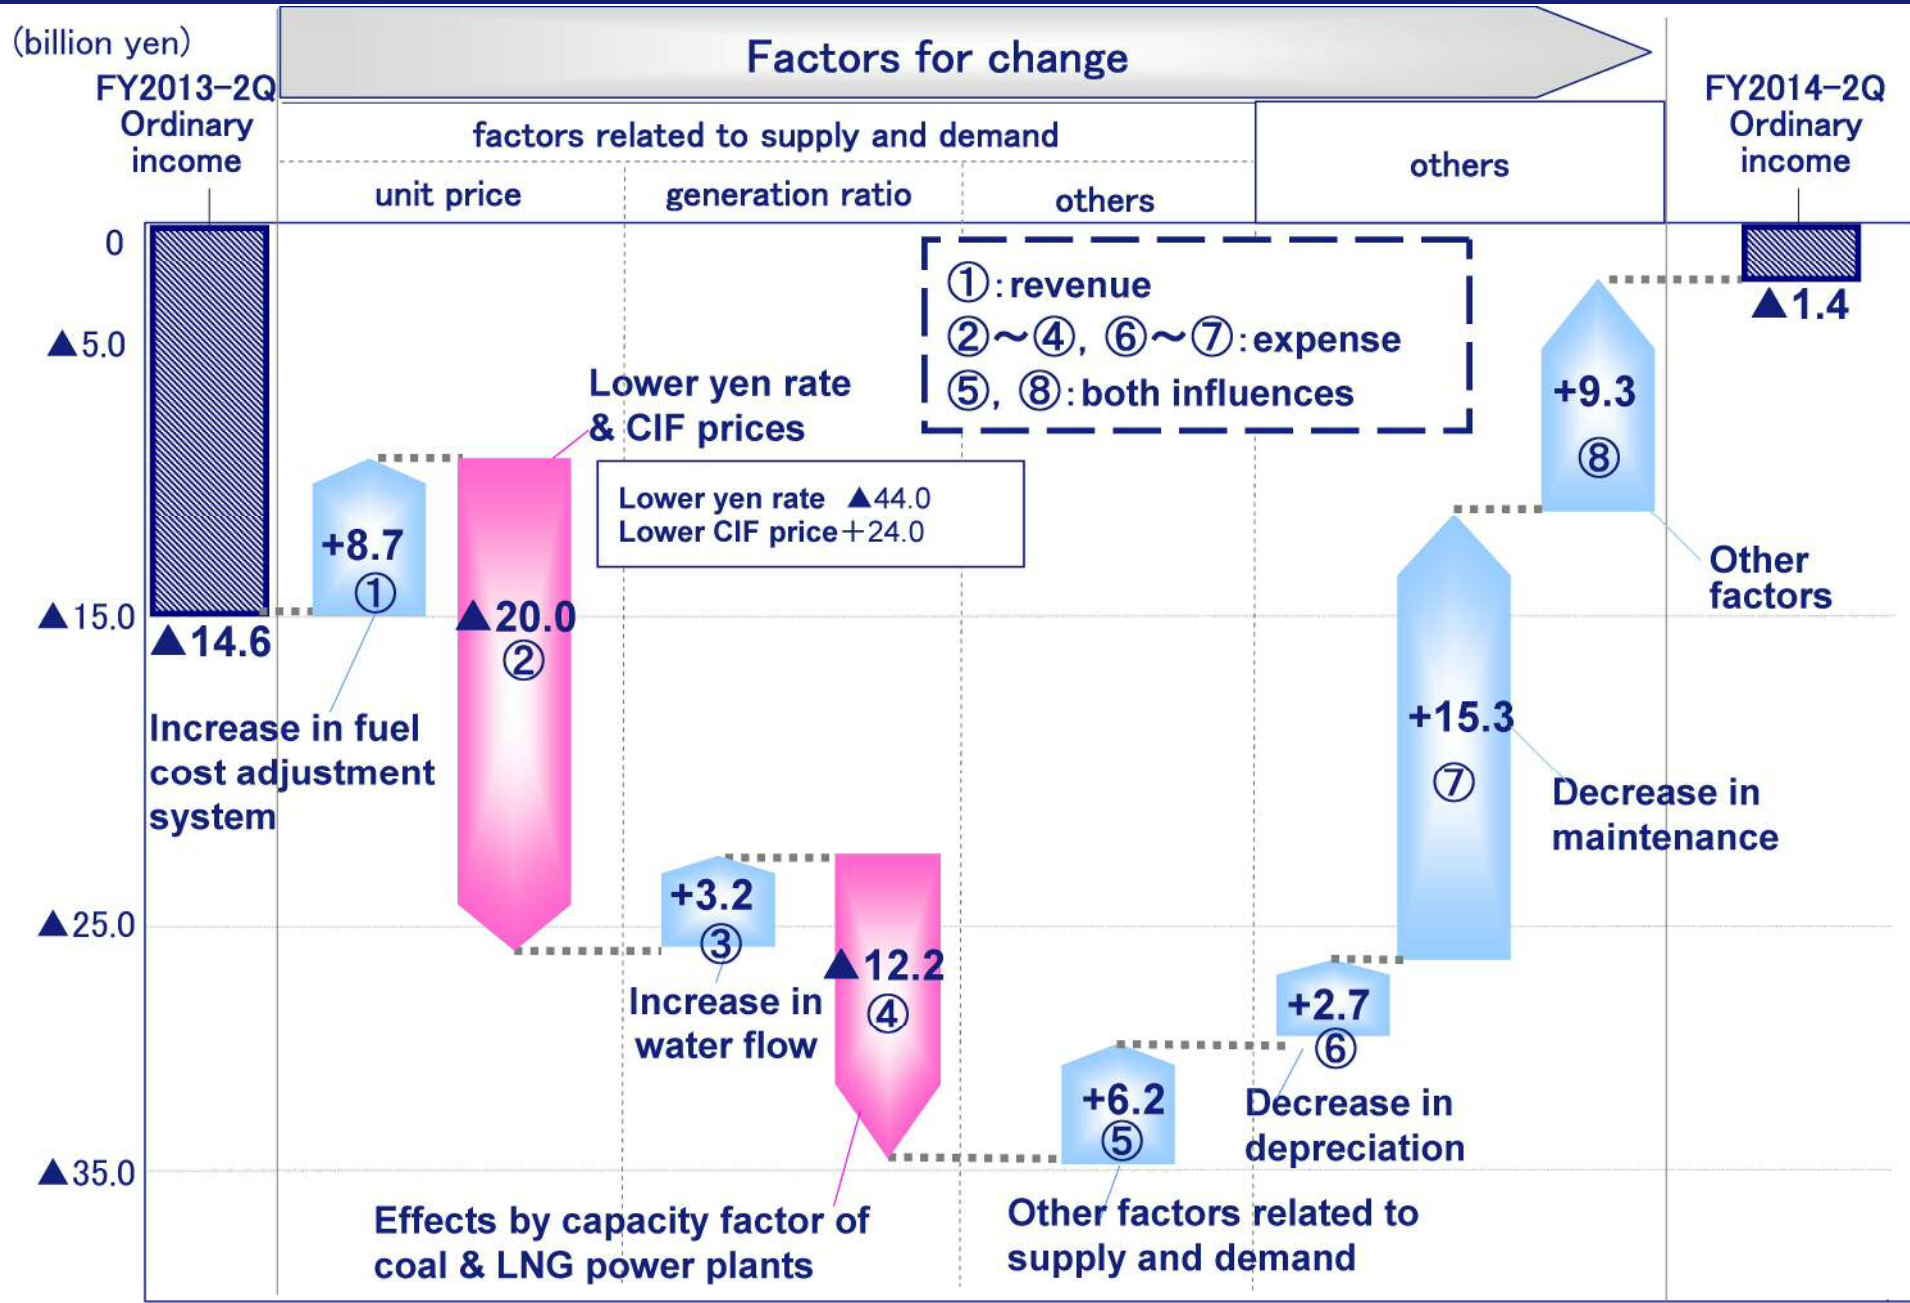 (billion yen)
Factors for change
FY2013-2Q
Ordinary
income
FY2014-2Q
Ordinary
income
factors related to supply and demand
others
unit price
generation ratio
others
0
▲5.0
▲15.0
▲25.0
▲35.0
①:revenue
②～④, ⑥～⑦:expense
⑤, ⑧:both influences
▲14.6
▲1.4
Lower yen rate
& CIF prices
Lower yen rate ▲44.0
Lower CIF price＋24.0
+8.7
①
Increase in fuel
cost adjustment
system
▲20.0
②
+3.2
③
Increase in
water flow
▲12.2
④
Effects by capacity factor of
coal & LNG power plants
+6.2
⑤
Other factors related to
supply and demand
+2.7
⑥
Decrease in
depreciation
+15.3
⑦
Decrease in
maintenance
+9.3
⑧
Other
factors